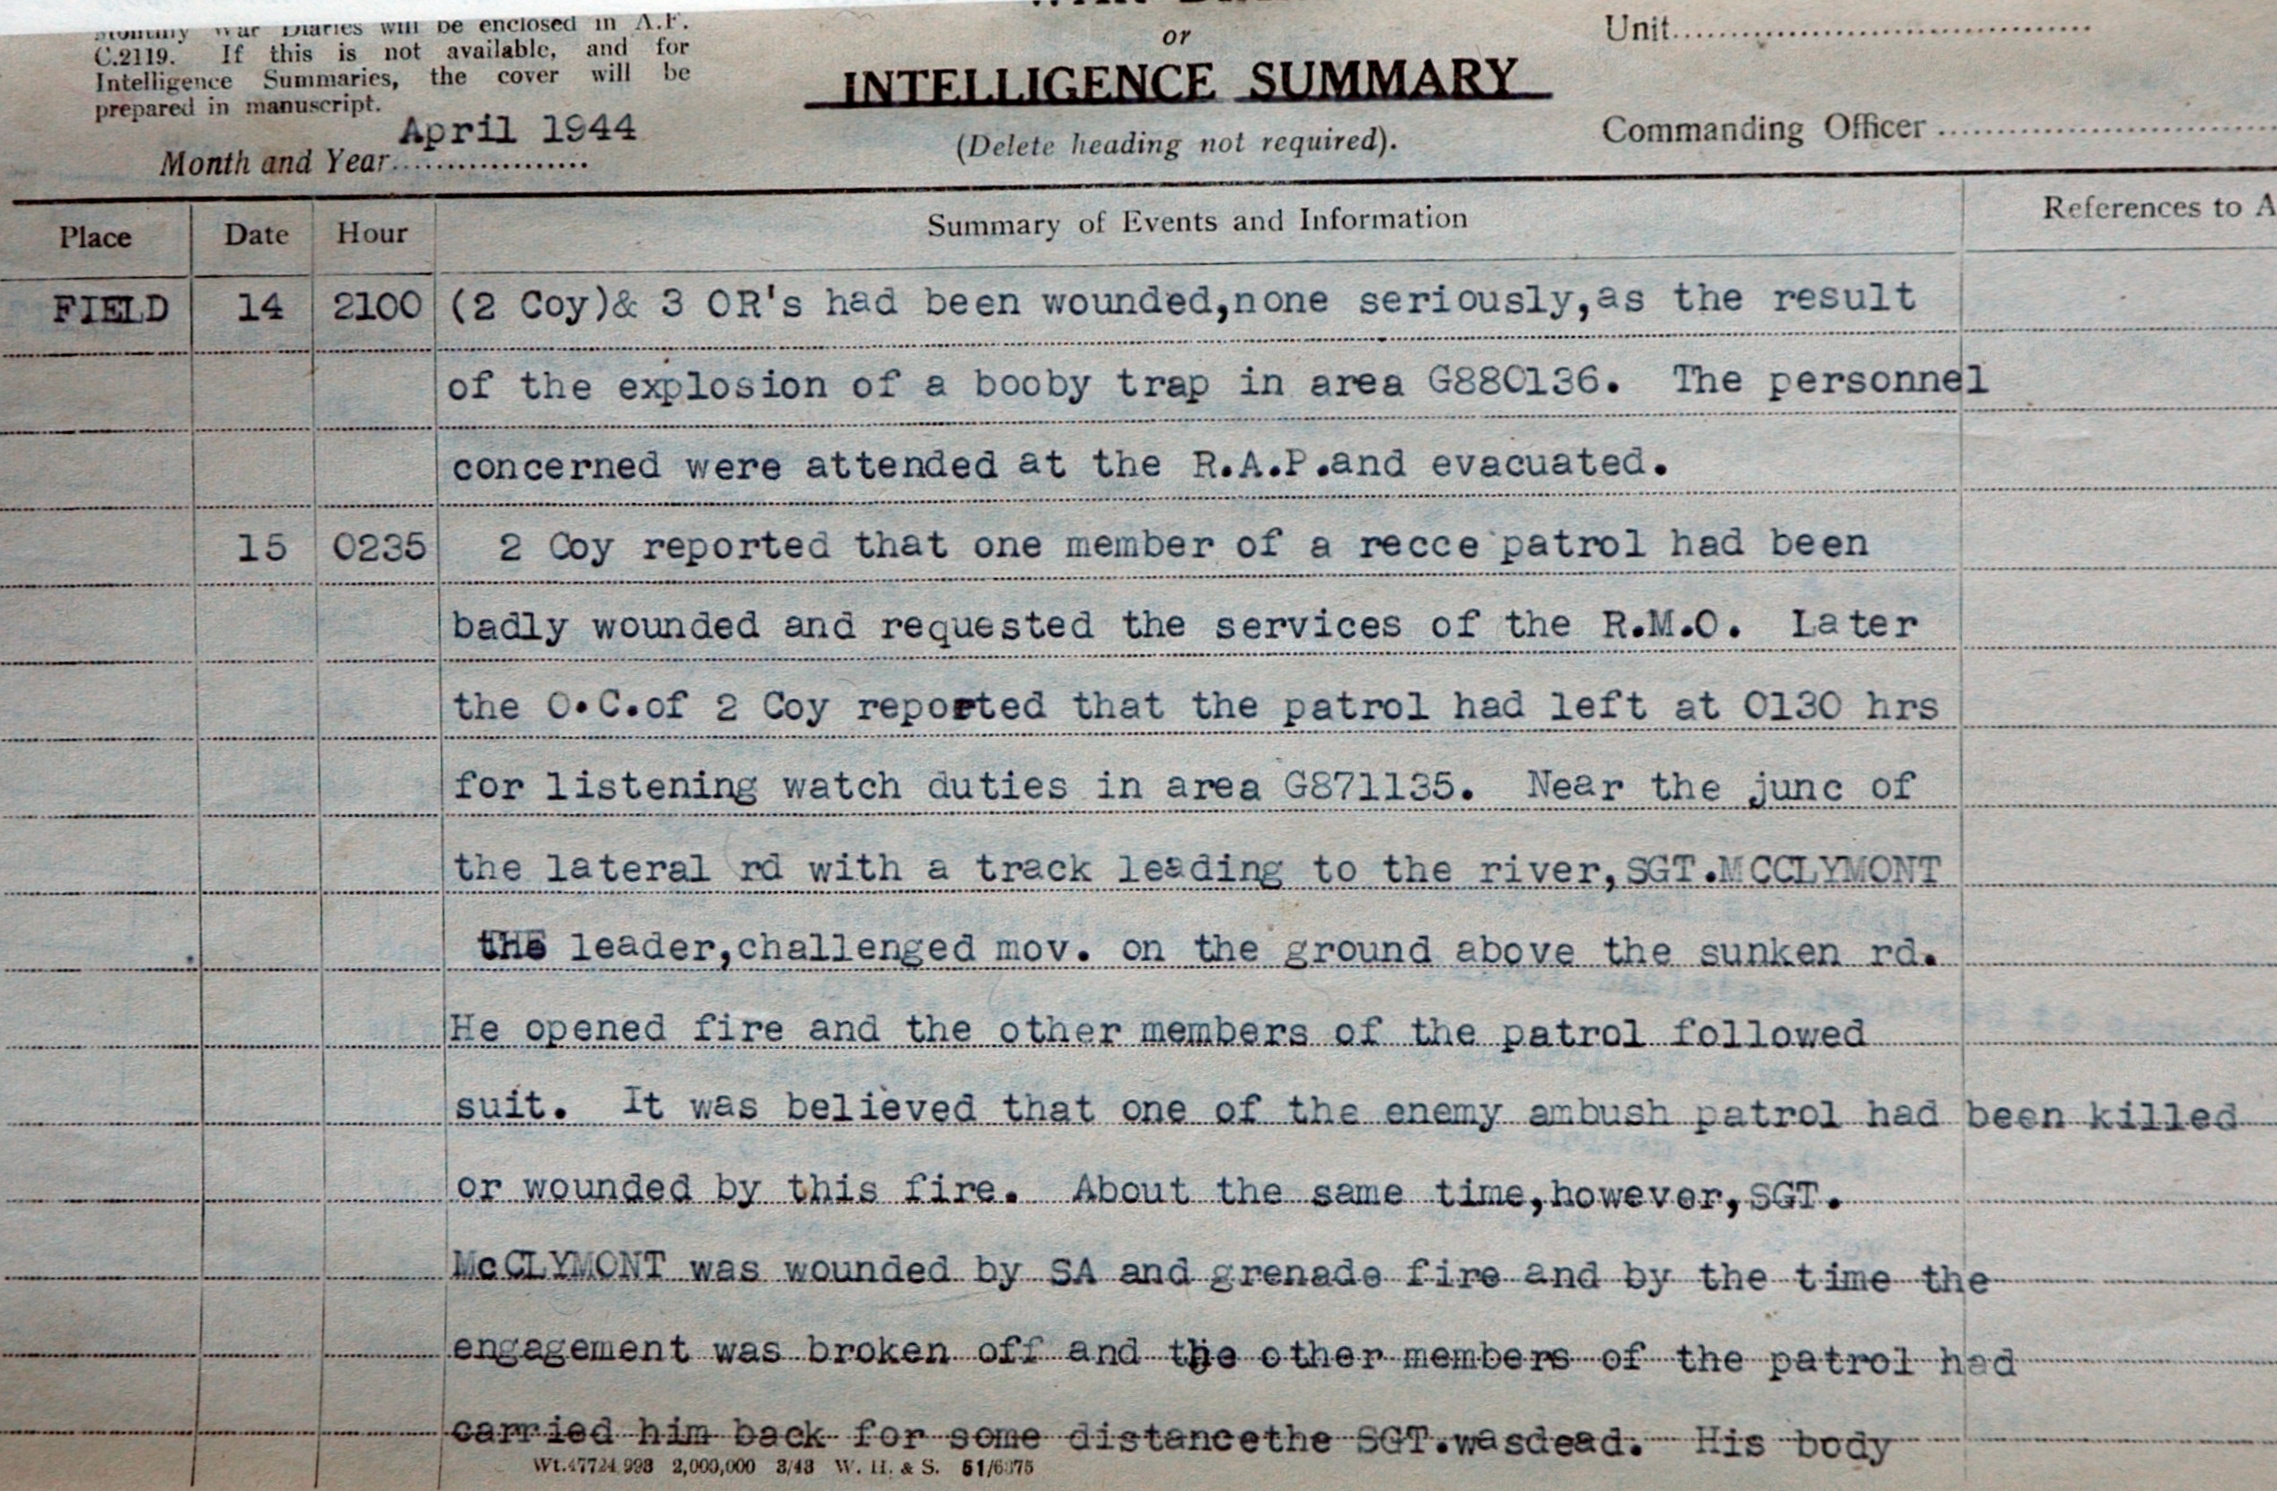 War Diaries will be enclosed in A.F.
C.2119. If this is not available, and for
Intelligence Summaries, the cover will be
prepared in manuscript.
April 1944
Month and Year..................
or
INTELLIGENCE SUMMARY
(Delete heading not required).
Unit....................................
Commanding Officer ..............................
Place Date Hour Summary of Events and Information References to A
FIELD 14 2100 (2 Coy)& 3 OR's had been wounded,none seriously,as the result
of the explosion of a booby trap in area G880136. The personnel
concerned were attended at the R.A.P.and evacuated.
15 0235 2 Coy reported that one member of a recce patrol had been
badly wounded and requested the services of the R.M.O. Later
the O.C.of 2 Coy reported that the patrol had left at 0130 hrs
for listening watch duties in area G871135. Near the junc of
the lateral rd with a track leading to the river,SGT.MCCLYMONT
the leader,challenged mov. on the ground above the sunken rd.
He opened fire and the other members of the patrol followed
suit. It was believed that one of the enemy ambush patrol had been killed
or wounded by this fire. About the same time,however,SGT.
McCLYMONT was wounded by SA and grenade fire and by the time the
engagement was broken off and the other members of the patrol had
carried him back for some distancethe SGT.wasdead. His body
Wt.47724 993 2,000,000 3/43 W. H. & S. 51/6375